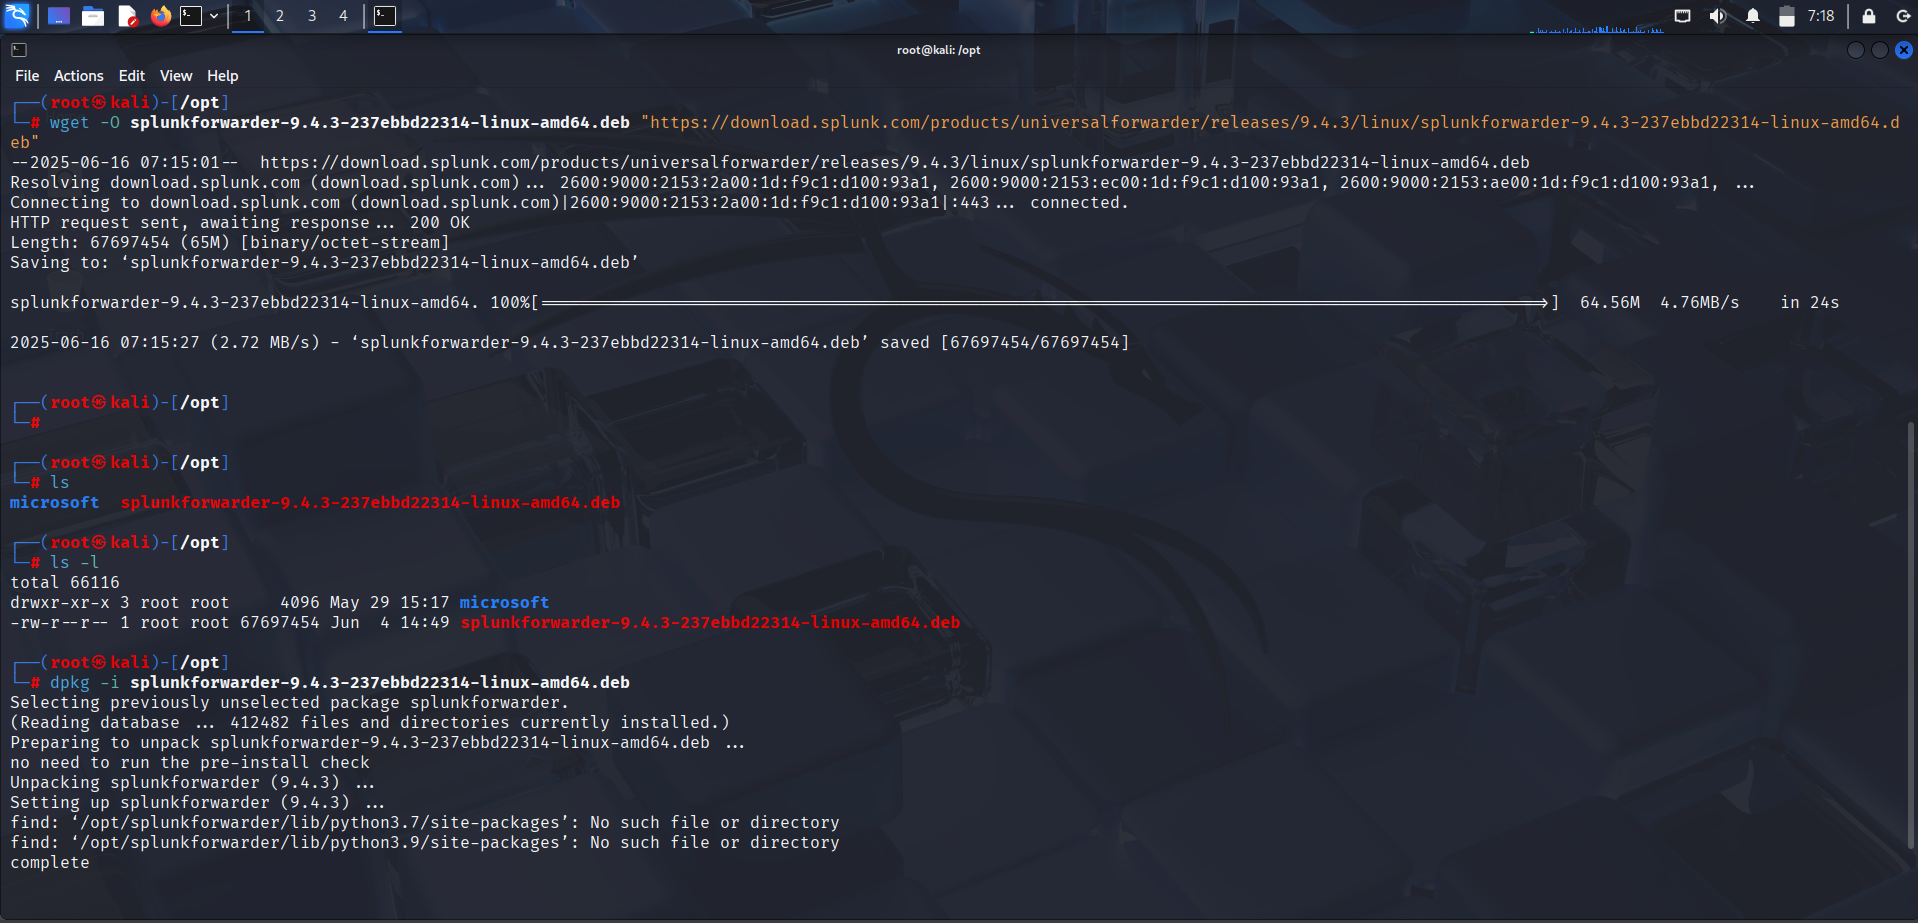 1 2 3 4
7:18
root@kali: /opt
File Actions Edit View Help
┌──(root㉿kali)-[/opt]
└─# wget -O splunkforwarder-9.4.3-237ebbd22314-linux-amd64.deb "https://download.splunk.com/products/universalforwarder/releases/9.4.3/linux/splunkforwarder-9.4.3-237ebbd22314-linux-amd64.d
eb"
--2025-06-16 07:15:01--  https://download.splunk.com/products/universalforwarder/releases/9.4.3/linux/splunkforwarder-9.4.3-237ebbd22314-linux-amd64.deb
Resolving download.splunk.com (download.splunk.com)... 2600:9000:2153:2a00:1d:f9c1:d100:93a1, 2600:9000:2153:ec00:1d:f9c1:d100:93a1, 2600:9000:2153:ae00:1d:f9c1:d100:93a1, ...
Connecting to download.splunk.com (download.splunk.com)|2600:9000:2153:2a00:1d:f9c1:d100:93a1|:443... connected.
HTTP request sent, awaiting response... 200 OK
Length: 67697454 (65M) [binary/octet-stream]
Saving to: ‘splunkforwarder-9.4.3-237ebbd22314-linux-amd64.deb’
splunkforwarder-9.4.3-237ebbd22314-linux-amd64. 100%[===================>]  64.56M  4.76MB/s    in 24s
2025-06-16 07:15:27 (2.72 MB/s) - ‘splunkforwarder-9.4.3-237ebbd22314-linux-amd64.deb’ saved [67697454/67697454]
┌──(root㉿kali)-[/opt]
└─#
┌──(root㉿kali)-[/opt]
└─# ls
microsoft  splunkforwarder-9.4.3-237ebbd22314-linux-amd64.deb
┌──(root㉿kali)-[/opt]
└─# ls -l
total 66116
drwxr-xr-x 3 root root     4096 May 29 15:17 microsoft
-rw-r--r-- 1 root root 67697454 Jun  4 14:49 splunkforwarder-9.4.3-237ebbd22314-linux-amd64.deb
┌──(root㉿kali)-[/opt]
└─# dpkg -i splunkforwarder-9.4.3-237ebbd22314-linux-amd64.deb
Selecting previously unselected package splunkforwarder.
(Reading database ... 412482 files and directories currently installed.)
Preparing to unpack splunkforwarder-9.4.3-237ebbd22314-linux-amd64.deb ...
no need to run the pre-install check
Unpacking splunkforwarder (9.4.3) ...
Setting up splunkforwarder (9.4.3) ...
find: ‘/opt/splunkforwarder/lib/python3.7/site-packages’: No such file or directory
find: ‘/opt/splunkforwarder/lib/python3.9/site-packages’: No such file or directory
complete